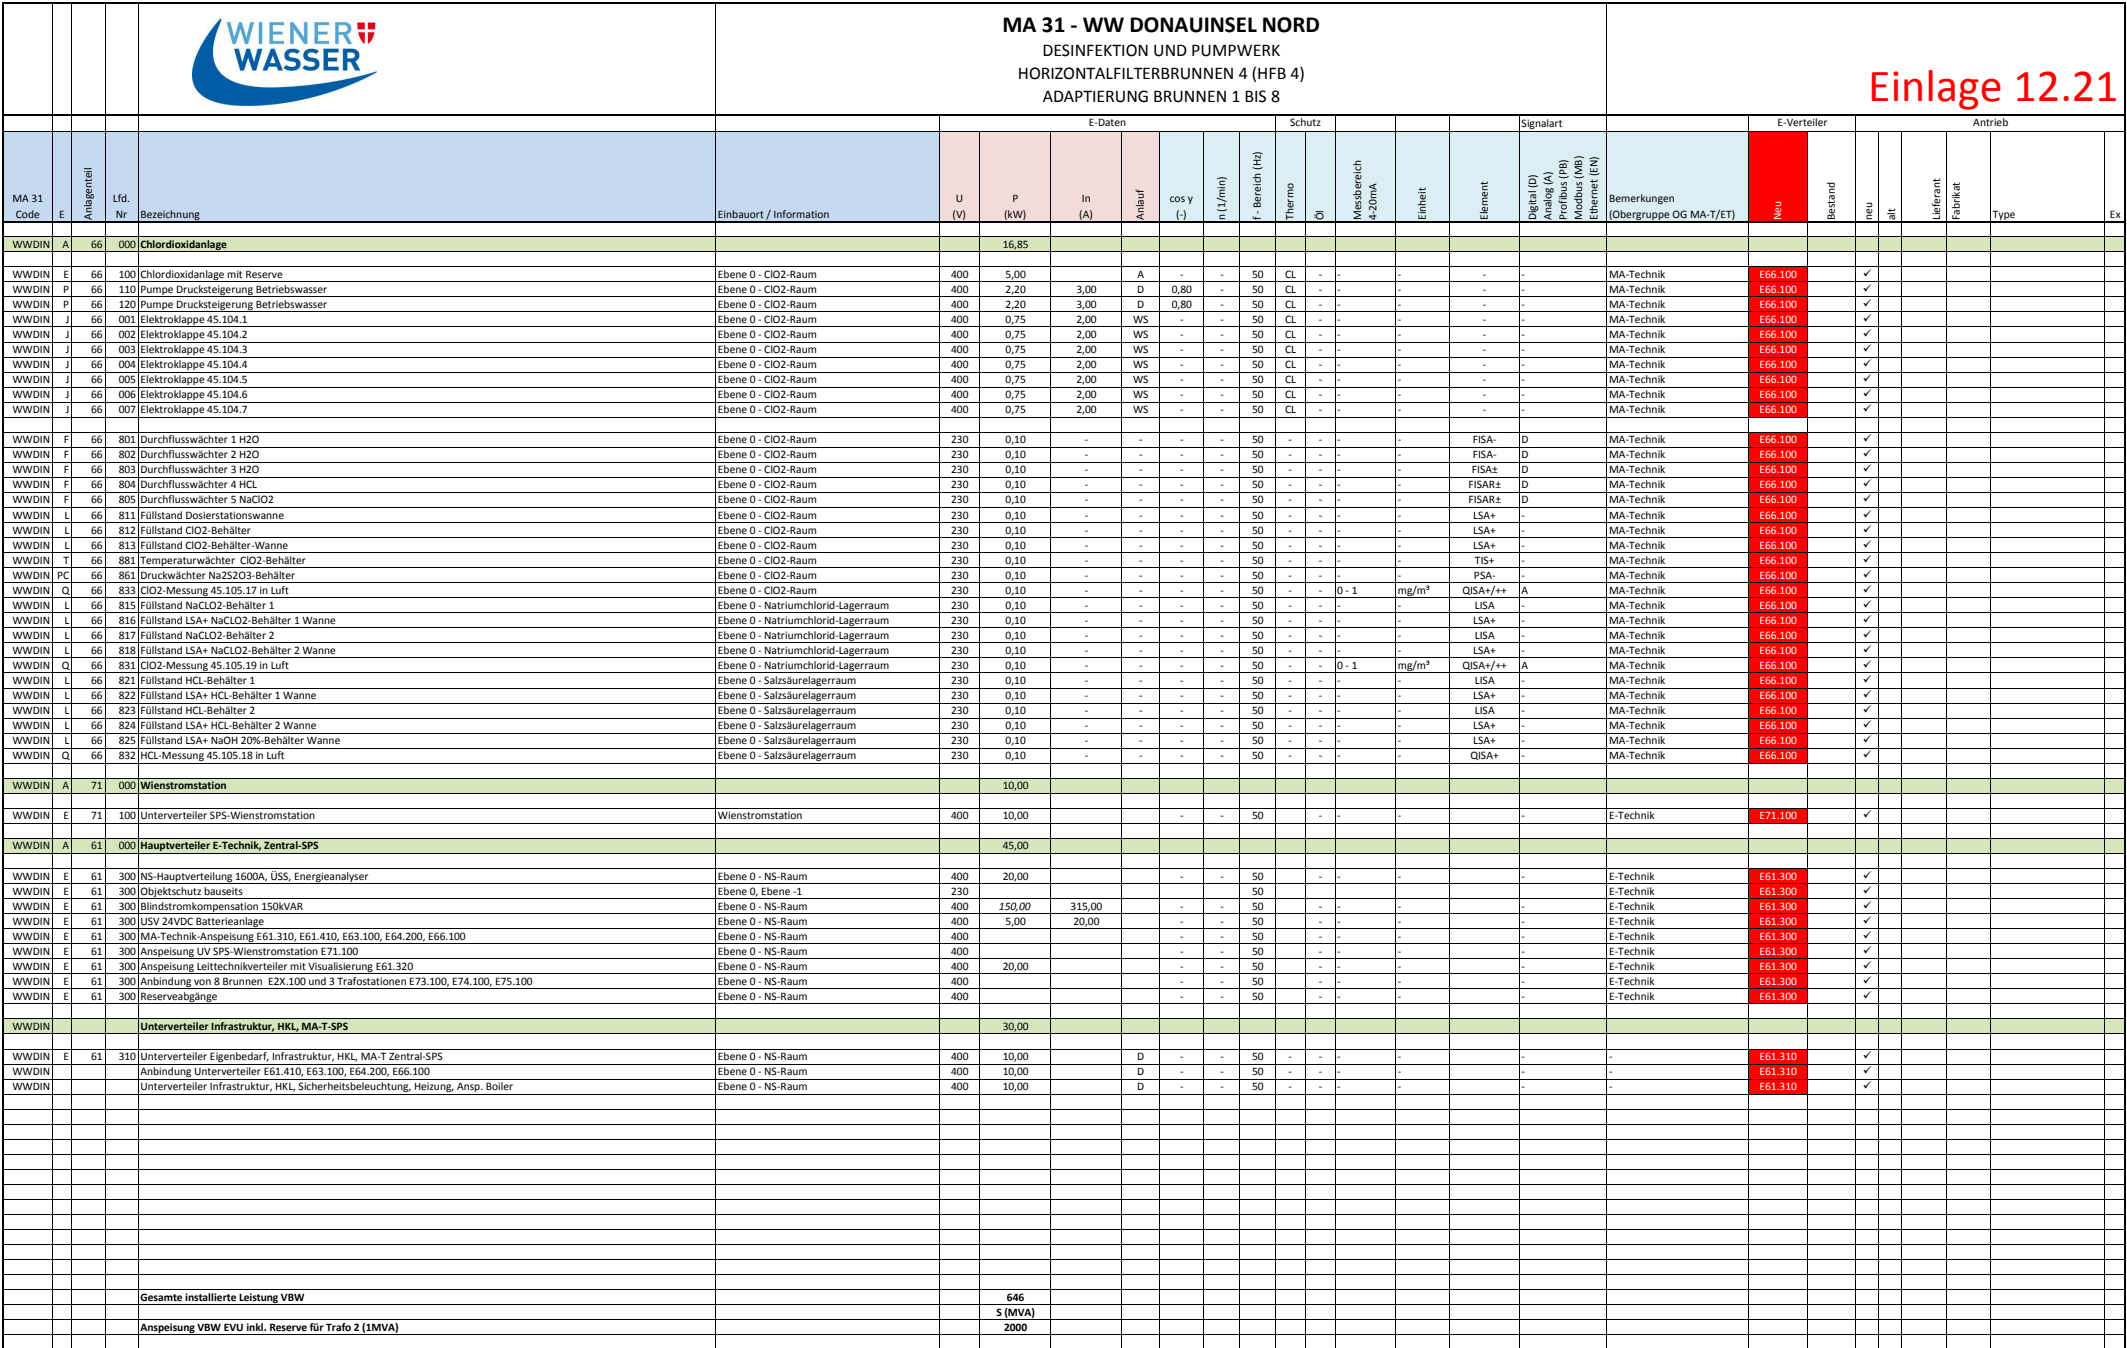 WIENER
WASSER
MA 31 - WW DONAUINSEL NORD
DESINFEKTION UND PUMPWERK
HORIZONTALFILTERBRUNNEN 4 (HFB 4)
ADAPTIERUNG BRUNNEN 1 BIS 8
Einlage 12.21
E-Daten Schutz Signalart E-Verteiler Antrieb
MA 31 Code E Anlagenteil Lfd. Nr Bezeichnung Einbauort / Information U (V) P (kW) In (A) Anlauf cos y (-) n (1/min) f - Bereich (Hz) Thermo Öl Messbereich 4-20mA Einheit Element Digital (D) Analog (A) Profibus (PB) Modbus (MB) Ethernet (EN) Bemerkungen (Obergruppe OG MA-T/ET) Neu Bestand neu alt Lieferant Fabrikat Type Ex
WWDIN A 66 000 Chlordioxidanlage 16,85
WWDIN E 66 100 Chlordioxidanlage mit Reserve Ebene 0 - ClO2-Raum 400 5,00 A - - 50 CL - - - - - MA-Technik E66.100 ✓
WWDIN P 66 110 Pumpe Drucksteigerung Betriebswasser Ebene 0 - ClO2-Raum 400 2,20 3,00 D 0,80 - 50 CL - - - - - MA-Technik E66.100 ✓
WWDIN P 66 120 Pumpe Drucksteigerung Betriebswasser Ebene 0 - ClO2-Raum 400 2,20 3,00 D 0,80 - 50 CL - - - - - MA-Technik E66.100 ✓
WWDIN J 66 001 Elektroklappe 45.104.1 Ebene 0 - ClO2-Raum 400 0,75 2,00 WS - - 50 CL - - - - - MA-Technik E66.100 ✓
WWDIN J 66 002 Elektroklappe 45.104.2 Ebene 0 - ClO2-Raum 400 0,75 2,00 WS - - 50 CL - - - - - MA-Technik E66.100 ✓
WWDIN J 66 003 Elektroklappe 45.104.3 Ebene 0 - ClO2-Raum 400 0,75 2,00 WS - - 50 CL - - - - - MA-Technik E66.100 ✓
WWDIN J 66 004 Elektroklappe 45.104.4 Ebene 0 - ClO2-Raum 400 0,75 2,00 WS - - 50 CL - - - - - MA-Technik E66.100 ✓
WWDIN J 66 005 Elektroklappe 45.104.5 Ebene 0 - ClO2-Raum 400 0,75 2,00 WS - - 50 CL - - - - - MA-Technik E66.100 ✓
WWDIN J 66 006 Elektroklappe 45.104.6 Ebene 0 - ClO2-Raum 400 0,75 2,00 WS - - 50 CL - - - - - MA-Technik E66.100 ✓
WWDIN J 66 007 Elektroklappe 45.104.7 Ebene 0 - ClO2-Raum 400 0,75 2,00 WS - - 50 CL - - - - - MA-Technik E66.100 ✓
WWDIN F 66 801 Durchflusswächter 1 H2O Ebene 0 - ClO2-Raum 230 0,10 - - - - 50 - - - - FISA- D MA-Technik E66.100 ✓
WWDIN F 66 802 Durchflusswächter 2 H2O Ebene 0 - ClO2-Raum 230 0,10 - - - - 50 - - - - FISA- D MA-Technik E66.100 ✓
WWDIN F 66 803 Durchflusswächter 3 H2O Ebene 0 - ClO2-Raum 230 0,10 - - - - 50 - - - - FISA± D MA-Technik E66.100 ✓
WWDIN F 66 804 Durchflusswächter 4 HCL Ebene 0 - ClO2-Raum 230 0,10 - - - - 50 - - - - FISAR± D MA-Technik E66.100 ✓
WWDIN F 66 805 Durchflusswächter 5 NaClO2 Ebene 0 - ClO2-Raum 230 0,10 - - - - 50 - - - - FISAR± D MA-Technik E66.100 ✓
WWDIN L 66 811 Füllstand Dosierstationswanne Ebene 0 - ClO2-Raum 230 0,10 - - - - 50 - - - - LSA+ - MA-Technik E66.100 ✓
WWDIN L 66 812 Füllstand ClO2-Behälter Ebene 0 - ClO2-Raum 230 0,10 - - - - 50 - - - - LSA+ - MA-Technik E66.100 ✓
WWDIN L 66 813 Füllstand ClO2-Behälter-Wanne Ebene 0 - ClO2-Raum 230 0,10 - - - - 50 - - - - LSA+ - MA-Technik E66.100 ✓
WWDIN T 66 881 Temperaturwächter ClO2-Behälter Ebene 0 - ClO2-Raum 230 0,10 - - - - 50 - - - - TIS+ - MA-Technik E66.100 ✓
WWDIN PC 66 861 Druckwächter Na2S2O3-Behälter Ebene 0 - ClO2-Raum 230 0,10 - - - - 50 - - - - PSA- - MA-Technik E66.100 ✓
WWDIN Q 66 833 ClO2-Messung 45.105.17 in Luft Ebene 0 - ClO2-Raum 230 0,10 - - - - 50 - - 0 - 1 mg/m³ QISA+/++ A MA-Technik E66.100 ✓
WWDIN L 66 815 Füllstand NaCLO2-Behälter 1 Ebene 0 - Natriumchlorid-Lagerraum 230 0,10 - - - - 50 - - - - LISA - MA-Technik E66.100 ✓
WWDIN L 66 816 Füllstand LSA+ NaCLO2-Behälter 1 Wanne Ebene 0 - Natriumchlorid-Lagerraum 230 0,10 - - - - 50 - - - - LSA+ - MA-Technik E66.100 ✓
WWDIN L 66 817 Füllstand NaCLO2-Behälter 2 Ebene 0 - Natriumchlorid-Lagerraum 230 0,10 - - - - 50 - - - - LISA - MA-Technik E66.100 ✓
WWDIN L 66 818 Füllstand LSA+ NaCLO2-Behälter 2 Wanne Ebene 0 - Natriumchlorid-Lagerraum 230 0,10 - - - - 50 - - - - LSA+ - MA-Technik E66.100 ✓
WWDIN Q 66 831 ClO2-Messung 45.105.19 in Luft Ebene 0 - Natriumchlorid-Lagerraum 230 0,10 - - - - 50 - - 0 - 1 mg/m³ QISA+/++ A MA-Technik E66.100 ✓
WWDIN L 66 821 Füllstand HCL-Behälter 1 Ebene 0 - Salzsäurelagerraum 230 0,10 - - - - 50 - - - - LISA - MA-Technik E66.100 ✓
WWDIN L 66 822 Füllstand LSA+ HCL-Behälter 1 Wanne Ebene 0 - Salzsäurelagerraum 230 0,10 - - - - 50 - - - - LSA+ - MA-Technik E66.100 ✓
WWDIN L 66 823 Füllstand HCL-Behälter 2 Ebene 0 - Salzsäurelagerraum 230 0,10 - - - - 50 - - - - LISA - MA-Technik E66.100 ✓
WWDIN L 66 824 Füllstand LSA+ HCL-Behälter 2 Wanne Ebene 0 - Salzsäurelagerraum 230 0,10 - - - - 50 - - - - LSA+ - MA-Technik E66.100 ✓
WWDIN L 66 825 Füllstand LSA+ NaOH 20%-Behälter Wanne Ebene 0 - Salzsäurelagerraum 230 0,10 - - - - 50 - - - - LSA+ - MA-Technik E66.100 ✓
WWDIN Q 66 832 HCL-Messung 45.105.18 in Luft Ebene 0 - Salzsäurelagerraum 230 0,10 - - - - 50 - - - - QISA+ - MA-Technik E66.100 ✓
WWDIN A 71 000 Wienstromstation 10,00
WWDIN E 71 100 Unterverteiler SPS-Wienstromstation Wienstromstation 400 10,00 - - 50 - - - - E-Technik E71.100 ✓
WWDIN A 61 000 Hauptverteiler E-Technik, Zentral-SPS 45,00
WWDIN E 61 300 NS-Hauptverteilung 1600A, ÜSS, Energieanalyser Ebene 0 - NS-Raum 400 20,00 - - 50 - - - - E-Technik E61.300 ✓
WWDIN E 61 300 Objektschutz bauseits Ebene 0, Ebene -1 230 50 E-Technik E61.300 ✓
WWDIN E 61 300 Blindstromkompensation 150kVAR Ebene 0 - NS-Raum 400 150,00 315,00 - - 50 - - - - E-Technik E61.300 ✓
WWDIN E 61 300 USV 24VDC Batterieanlage Ebene 0 - NS-Raum 400 5,00 20,00 - - 50 - - - - E-Technik E61.300 ✓
WWDIN E 61 300 MA-Technik-Anspeisung E61.310, E61.410, E63.100, E64.200, E66.100 Ebene 0 - NS-Raum 400 - - 50 - - - - E-Technik E61.300 ✓
WWDIN E 61 300 Anspeisung UV SPS-Wienstromstation E71.100 Ebene 0 - NS-Raum 400 - - 50 - - - - E-Technik E61.300 ✓
WWDIN E 61 300 Anspeisung Leittechnikverteiler mit Visualisierung E61.320 Ebene 0 - NS-Raum 400 20,00 - - 50 - - - - E-Technik E61.300 ✓
WWDIN E 61 300 Anbindung von 8 Brunnen E2X.100 und 3 Trafostationen E73.100, E74.100, E75.100 Ebene 0 - NS-Raum 400 - - 50 - - - - E-Technik E61.300 ✓
WWDIN E 61 300 Reserveabgänge Ebene 0 - NS-Raum 400 - - 50 - - - - E-Technik E61.300 ✓
WWDIN Unterverteiler Infrastruktur, HKL, MA-T-SPS 30,00
WWDIN E 61 310 Unterverteiler Eigenbedarf, Infrastruktur, HKL, MA-T Zentral-SPS Ebene 0 - NS-Raum 400 10,00 D - - 50 - - - - - - E61.310 ✓
WWDIN Anbindung Unterverteiler E61.410, E63.100, E64.200, E66.100 Ebene 0 - NS-Raum 400 10,00 D - - 50 - - - - - - E61.310 ✓
WWDIN Unterverteiler Infrastruktur, HKL, Sicherheitsbeleuchtung, Heizung, Ansp. Boiler Ebene 0 - NS-Raum 400 10,00 D - - 50 - - - - - - E61.310 ✓
Gesamte installierte Leistung VBW 646
S (MVA)
Anspeisung VBW EVU inkl. Reserve für Trafo 2 (1MVA) 2000